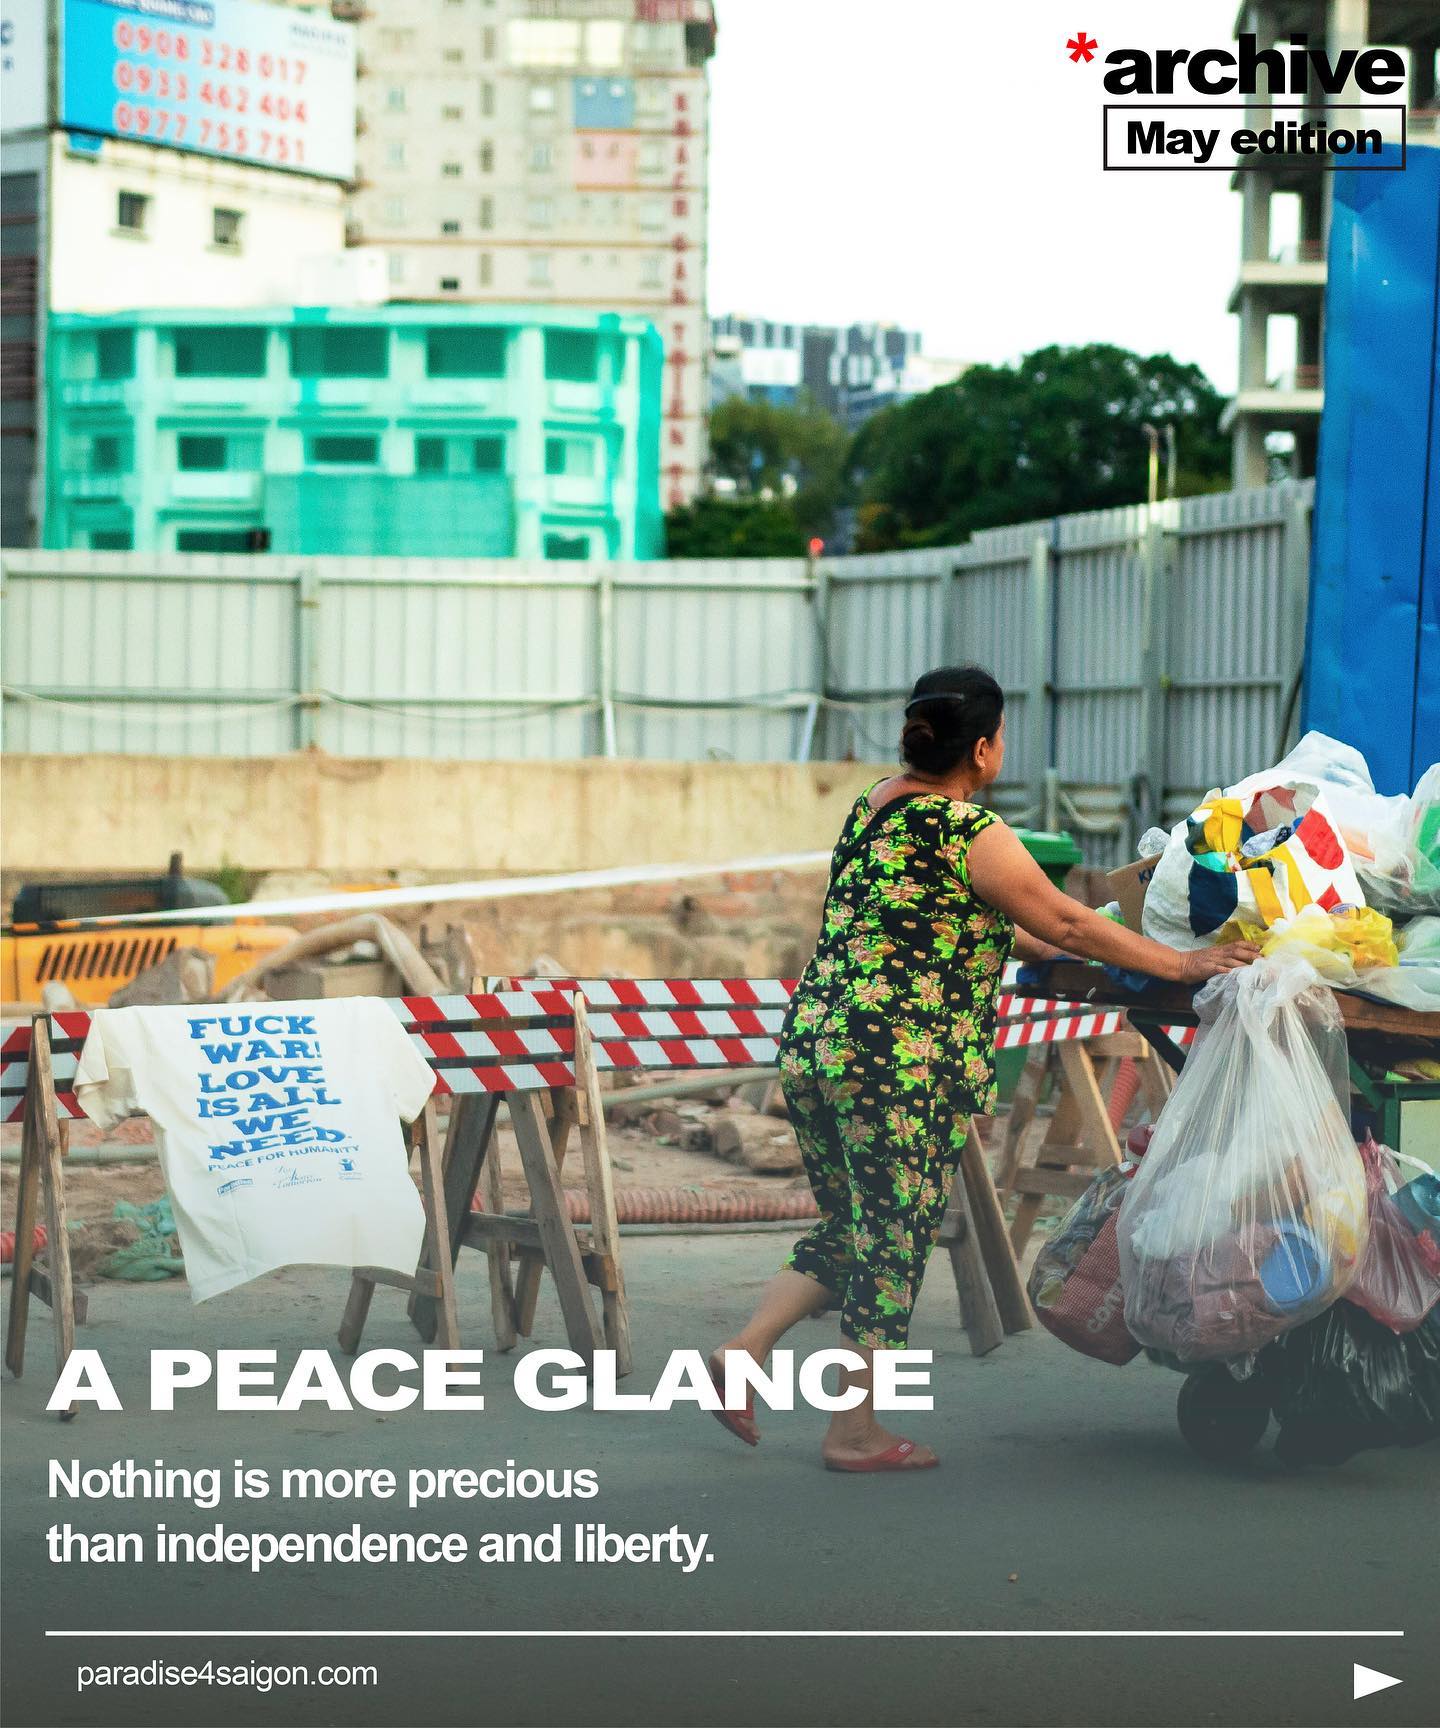 0908 328 017
0933 462 404
0977 755 751
*archive
May edition
FUCK
WAR!
LOVE
IS ALL
WE
NEED.
PEACE FOR HUMANITY
A PEACE GLANCE
Nothing is more precious
than independence and liberty.
paradise4saigon.com